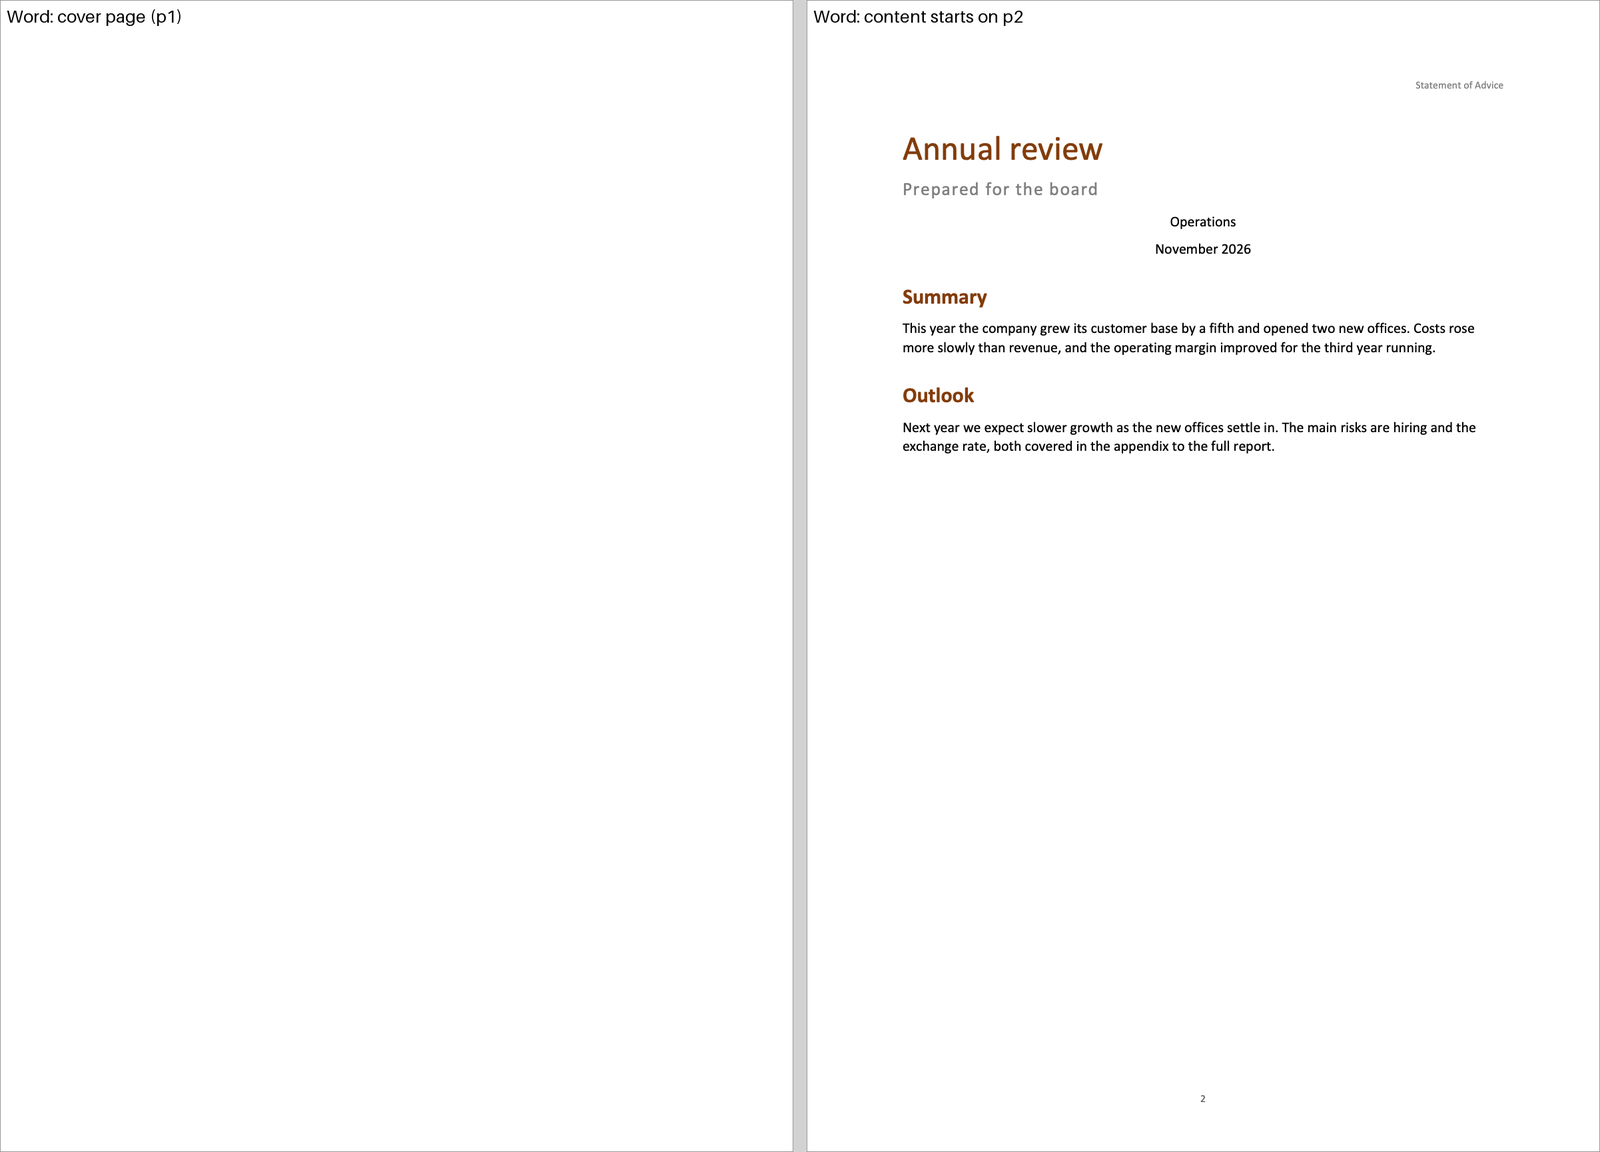 Word: cover page (p1)
Word: content starts on p2
Statement of Advice
Annual review
Prepared for the board
Operations
November 2026
Summary
This year the company grew its customer base by a fifth and opened two new offices. Costs rose
more slowly than revenue, and the operating margin improved for the third year running.
Outlook
Next year we expect slower growth as the new offices settle in. The main risks are hiring and the
exchange rate, both covered in the appendix to the full report.
2